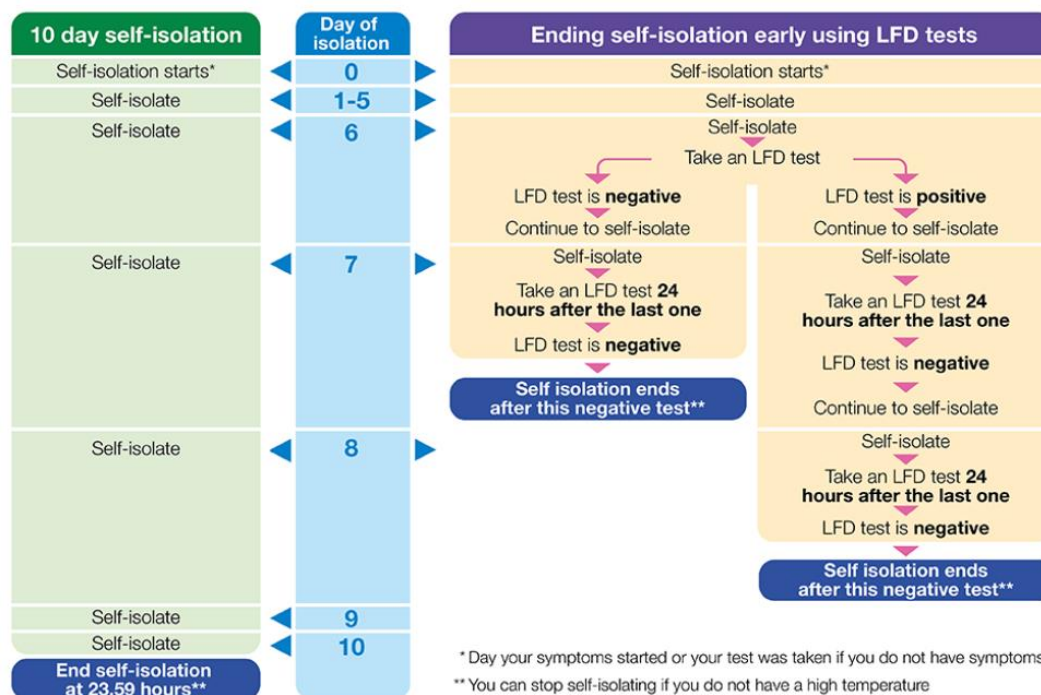 10 day self-isolation
Day of
isolation
Ending self-isolation early using LFD tests
Self-isolation starts*
0
Self-isolation starts*
Self-isolate
1-5
Self-isolate
Self-isolate
6
Self-isolate
Take an LFD test
LFD test is negative
LFD test is positive
Continue to self-isolate
Continue to self-isolate
Self-isolate
7
Self-isolate
Self-isolate
Take an LFD test 24
hours after the last one
Take an LFD test 24
hours after the last one
LFD test is negative
LFD test is negative
Self isolation ends
after this negative test**
Continue to self-isolate
Self-isolate
8
Self-isolate
Take an LFD test 24
hours after the last one
LFD test is negative
Self isolation ends
after this negative test**
Self-isolate
9
Self-isolate
10
End self-isolation
at 23.59 hours**
* Day your symptoms started or your test was taken if you do not have symptoms
** You can stop self-isolating if you do not have a high temperature